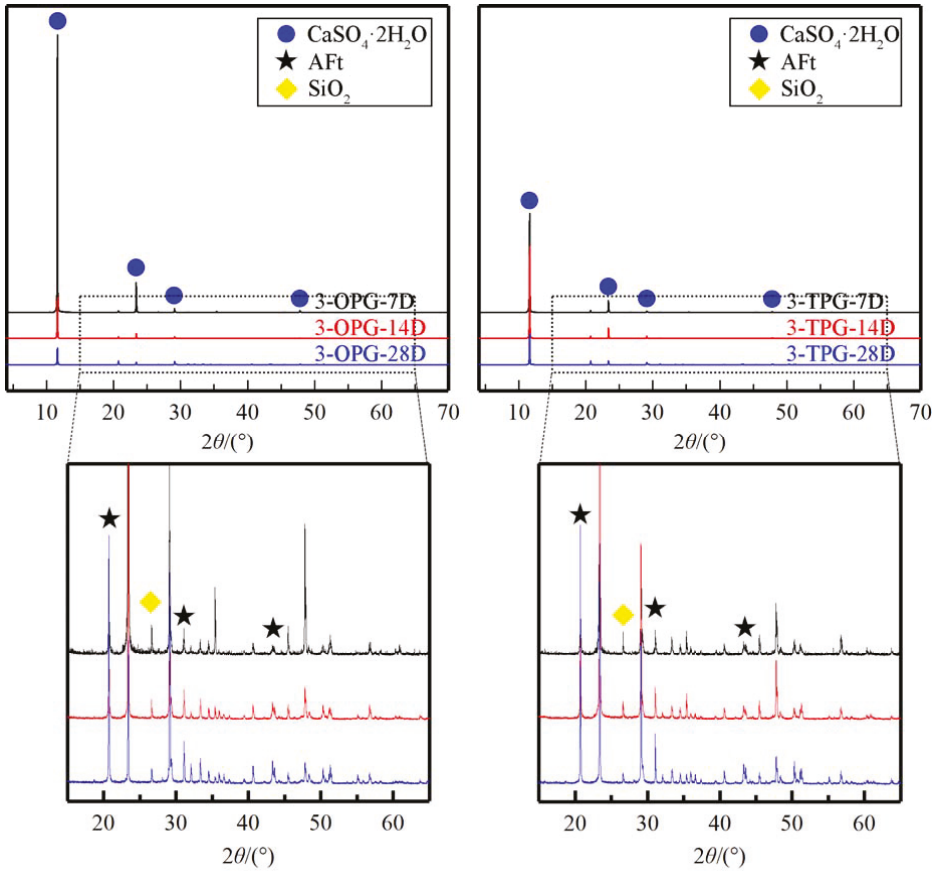 CaSO₄·2H₂O
AFt
SiO₂
3-OPG-7D
3-OPG-14D
3-OPG-28D
10 20 30 40 50 60 70
2θ/(°)
CaSO₄·2H₂O
AFt
SiO₂
3-TPG-7D
3-TPG-14D
3-TPG-28D
10 20 30 40 50 60 70
2θ/(°)
20 30 40 50 60
2θ/(°)
20 30 40 50 60
2θ/(°)